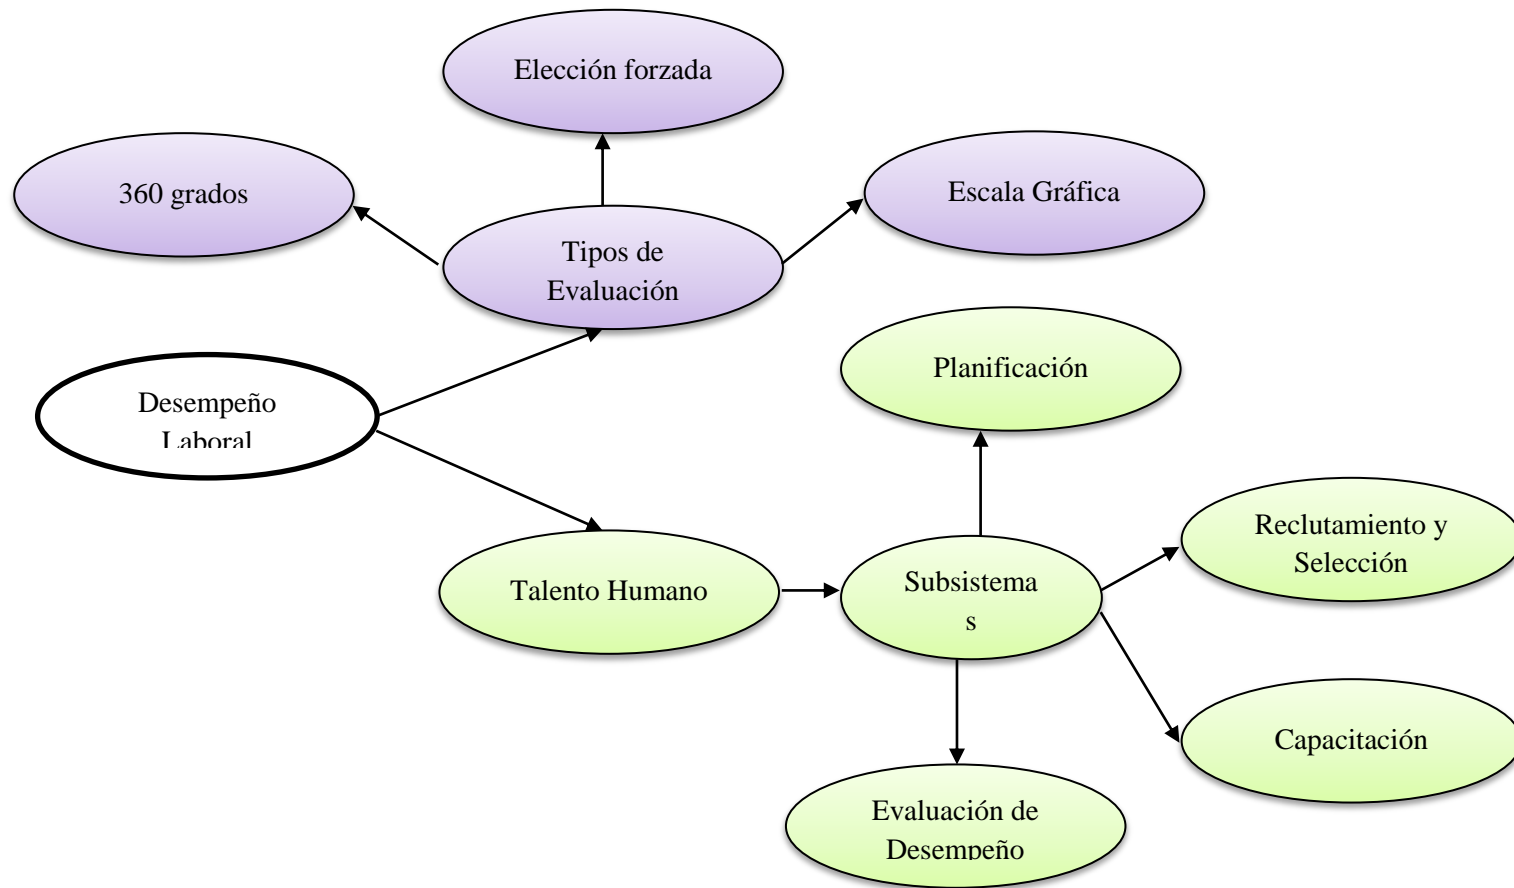 Elección forzada
360 grados
Escala Gráfica
Tipos de
Evaluación
Planificación
Desempeño
Laboral
Reclutamiento y
Selección
Talento Humano
Subsistema
s
Capacitación
Evaluación de
Desempeño